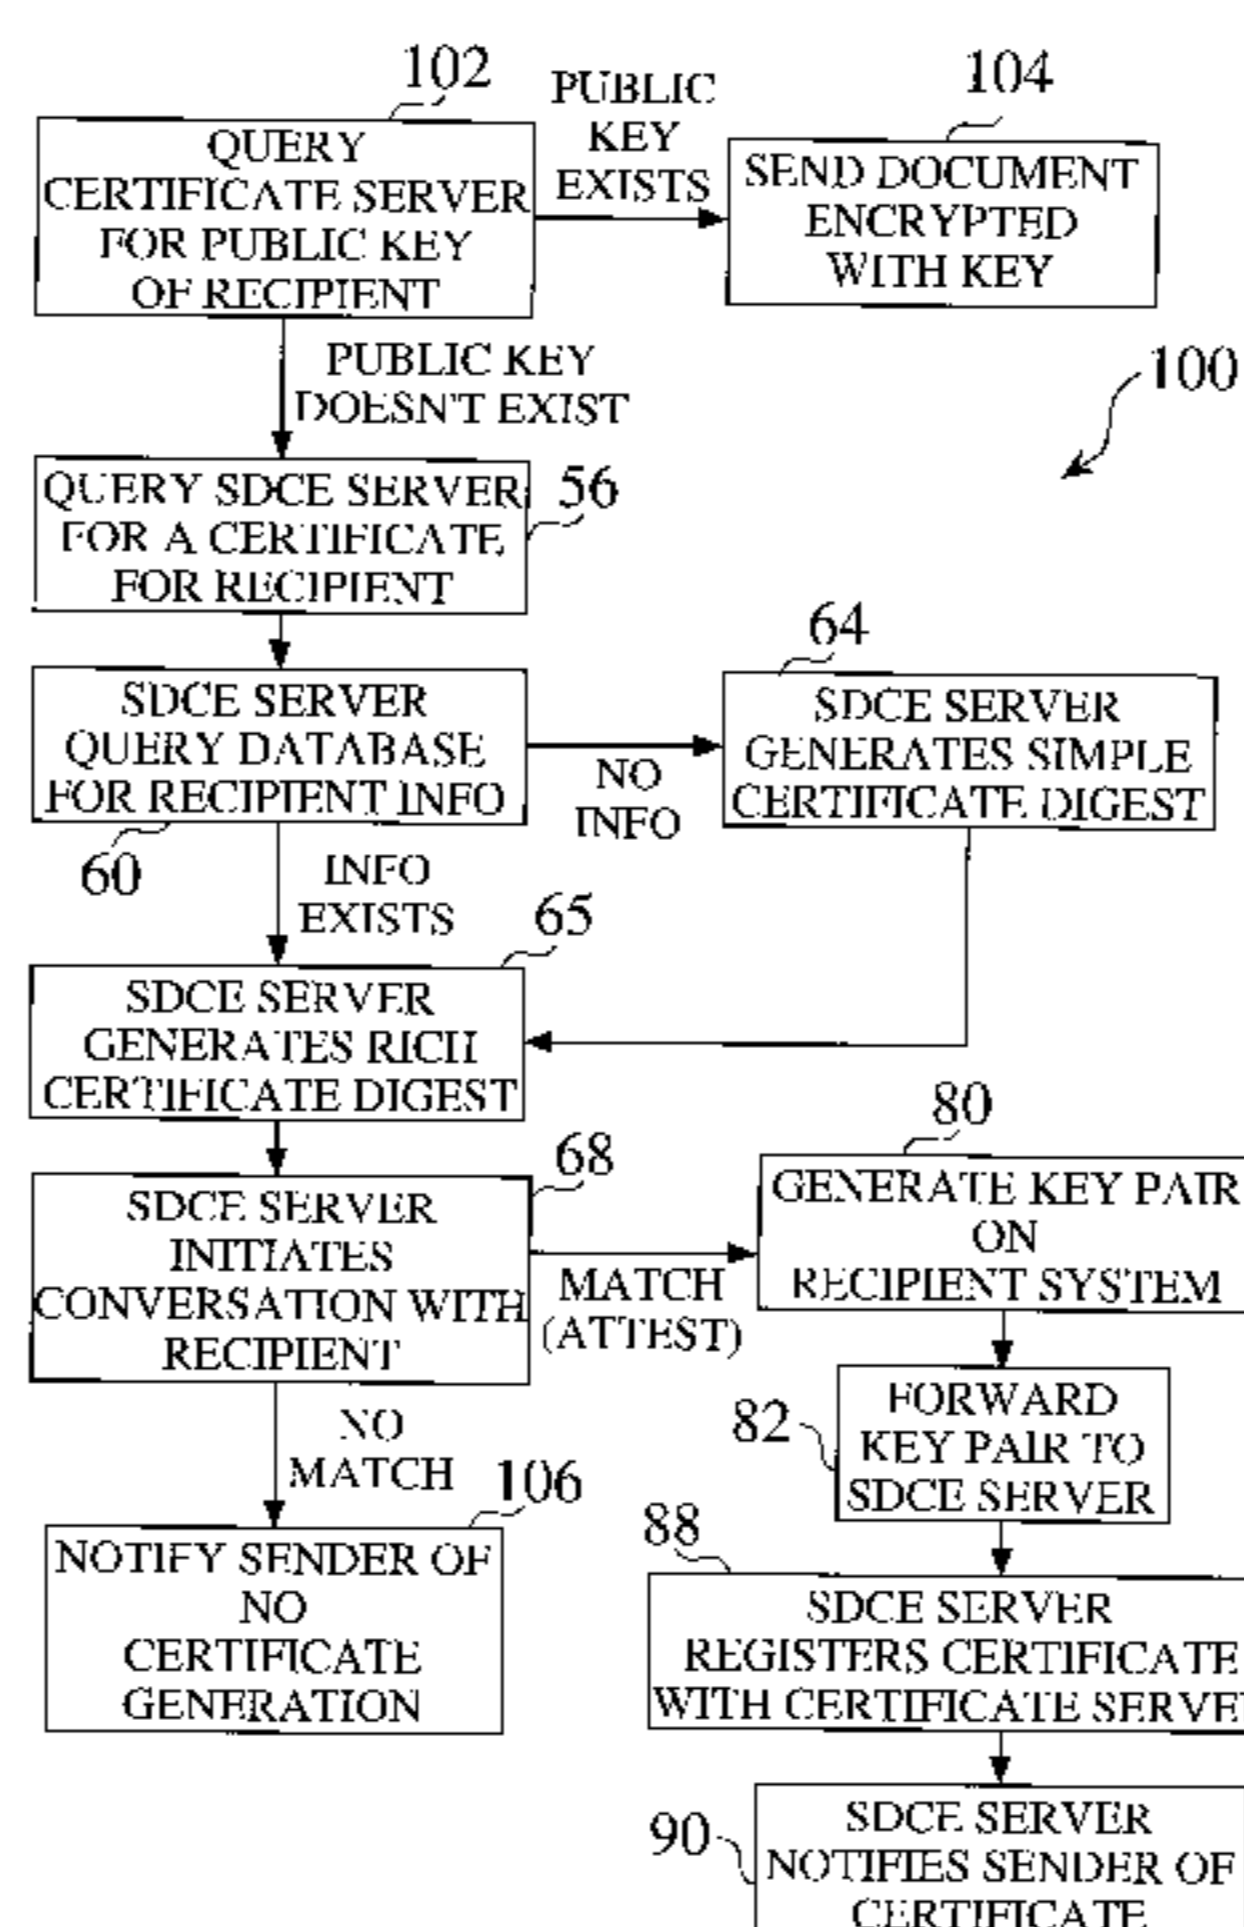 102
QUERY
CERTIFICATE SERVER
FOR PUBLIC KEY
OF RECIPIENT
PUBLIC
KEY
EXISTS
104
SEND DOCUMENT
ENCRYPTED
WITH KEY
PUBLIC KEY
DOESN'T EXIST
100
QUERY SDCE SERVER
FOR A CERTIFICATE
FOR RECIPIENT
56
SDCE SERVER
QUERY DATABASE
FOR RECIPIENT INFO
60
NO
INFO
64
SDCE SERVER
GENERATES SIMPLE
CERTIFICATE DIGEST
INFO
EXISTS
65
SDCE SERVER
GENERATES RICH
CERTIFICATE DIGEST
68
SDCE SERVER
INITIATES
CONVERSATION WITH
RECIPIENT
MATCH
(ATTEST)
80
GENERATE KEY PAIR
ON
RECIPIENT SYSTEM
82
FORWARD
KEY PAIR TO
SDCE SERVER
NO
MATCH
106
NOTIFY SENDER OF
NO
CERTIFICATE
GENERATION
88
SDCE SERVER
REGISTERS CERTIFICATE
WITH CERTIFICATE SERVE
90
SDCE SERVER
NOTIFIES SENDER OF
CERTIFICATE